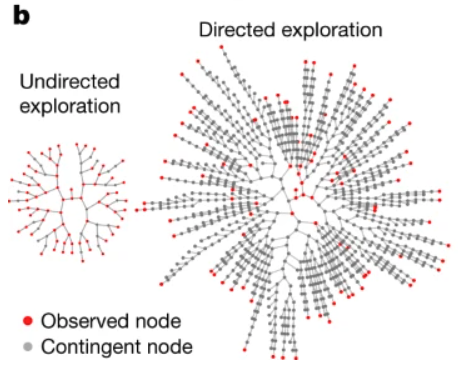 b
Directed exploration
Undirected
exploration
Observed node
Contingent node